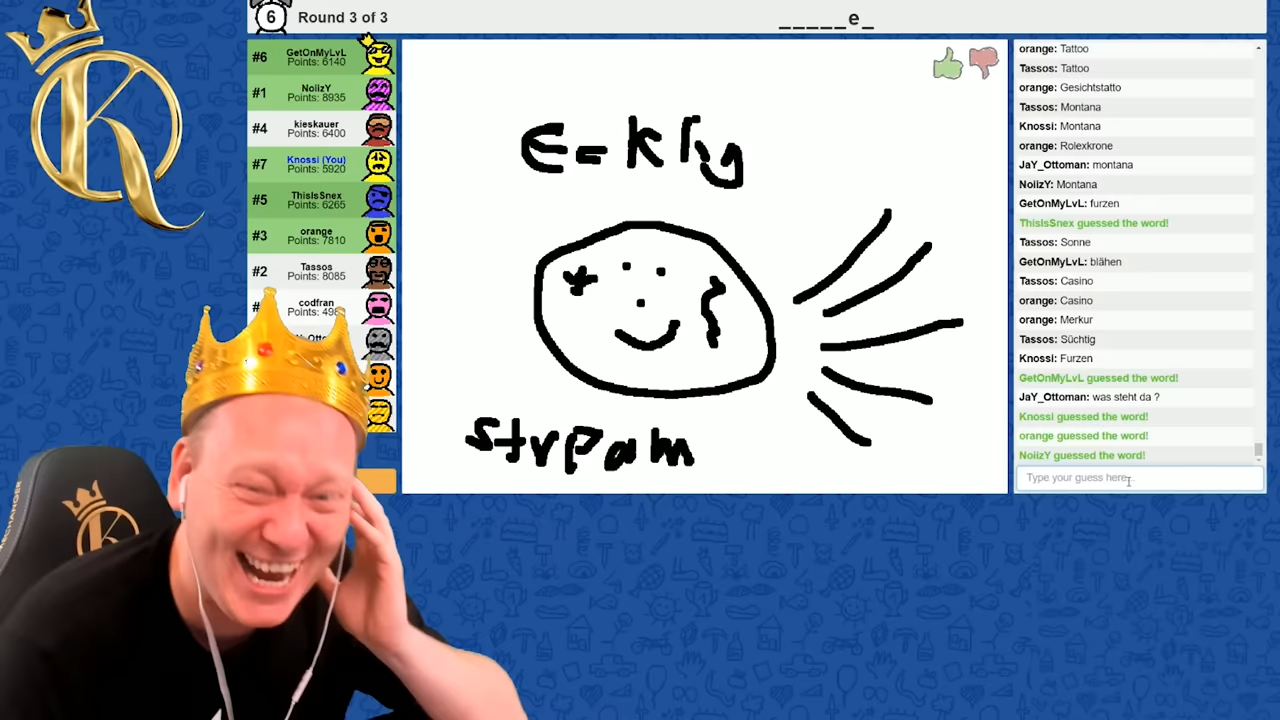 6 Round 3 of 3 _____e_
#6 GetOnMyLvL Points: 6140
#1 NoiizY Points: 8935
#4 kieskauer Points: 6400
#7 Knossi (You) Points: 5920
#5 ThisIsSnex Points: 6265
#3 orange Points: 7810
#2 Tassos Points: 8085
codfran Points:
K
E=
strpam
orange: Tattoo
Tassos: Tattoo
orange: Gesichtstatto
Tassos: Montana
Knossi: Montana
orange: Rolexkrone
JaY_Ottoman: montana
NoiizY: Montana
GetOnMyLvL: furzen
ThisIsSnex guessed the word!
Tassos: Sonne
GetOnMyLvL: blähen
Tassos: Casino
orange: Casino
orange: Merkur
Tassos: Süchtig
Knossi: Furzen
GetOnMyLvL guessed the word!
JaY_Ottoman: was steht da ?
Knossi guessed the word!
orange guessed the word!
NoiizY guessed the word!
Type your guess here...